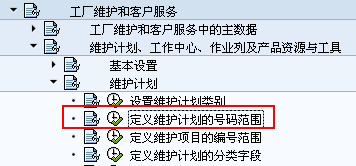 工厂维护和客户服务
工厂维护和客户服务中的主数据
维护计划、工作中心、作业列及产品资源与工具
基本设置
维护计划
设置维护计划类别
定义维护计划的号码范围
定义维护项目的编号范围
定义维护计划的分类字段